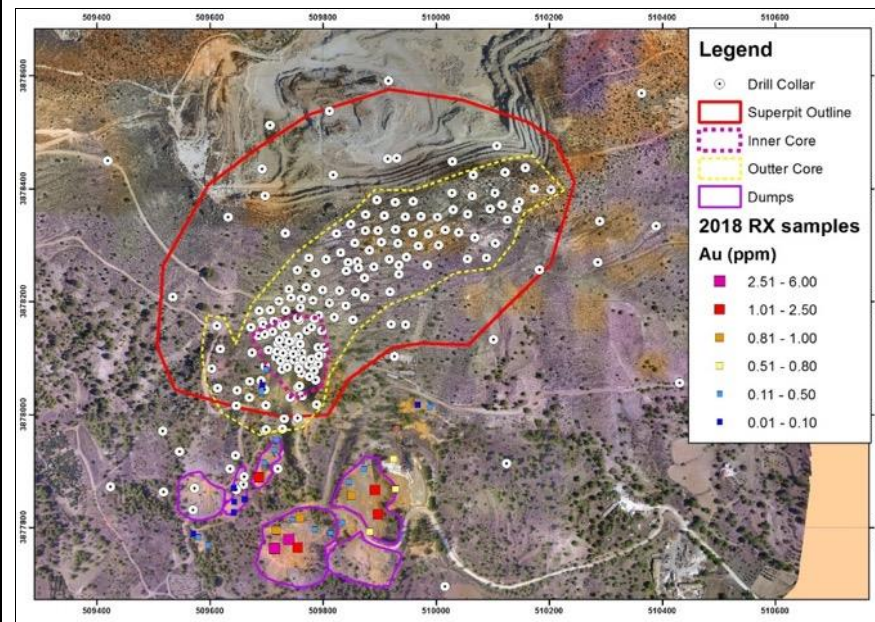 509400 509600 509800 510000 510200 510400 510600
3878600
3878400
3878200
3878000
3877800
Legend
Drill Collar
Superpit Outline
Inner Core
Outter Core
Dumps
2018 RX samples
Au (ppm)
2.51 - 6.00
1.01 - 2.50
0.81 - 1.00
0.51 - 0.80
0.11 - 0.50
0.01 - 0.10
509400 509600 509800 510000 510200 510400 510600